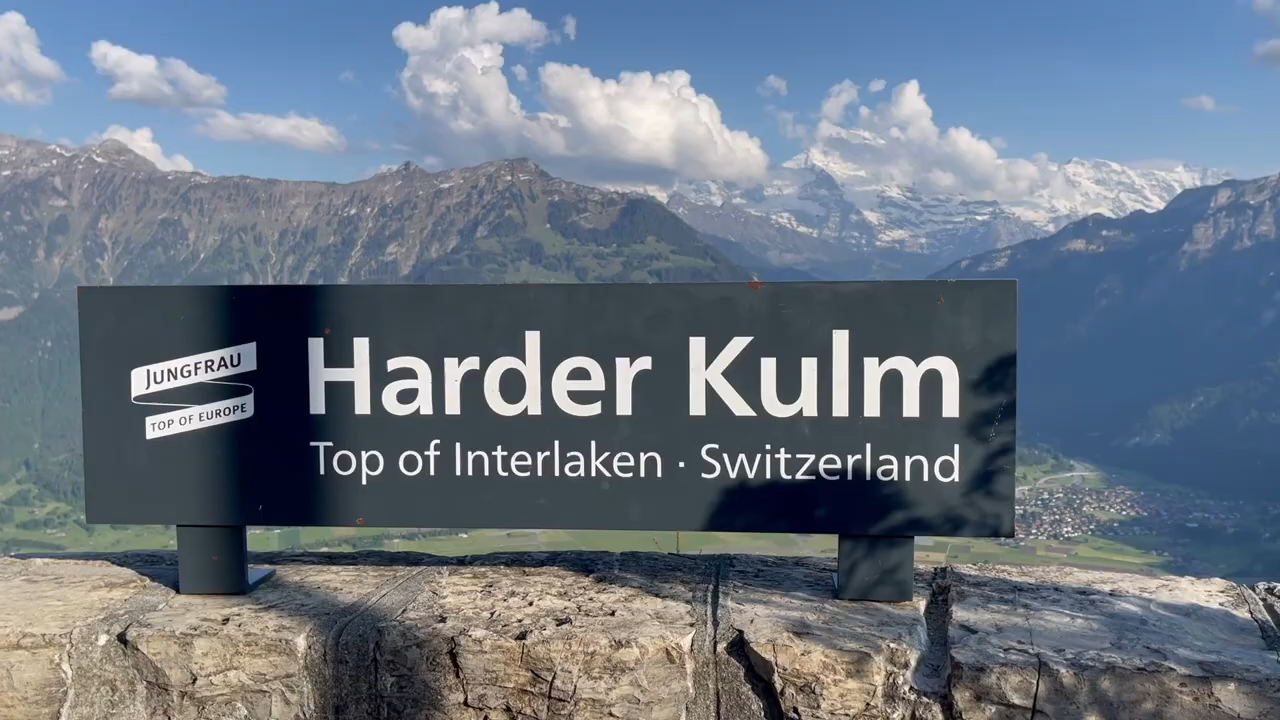 JUNGFRAU
TOP OF EUROPE
Harder Kulm
Top of Interlaken · Switzerland